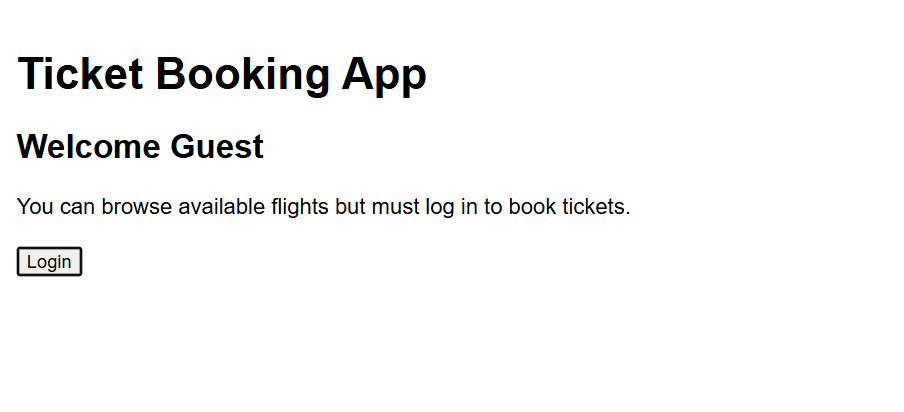 Ticket Booking App
Welcome Guest
You can browse available flights but must log in to book tickets.
Login